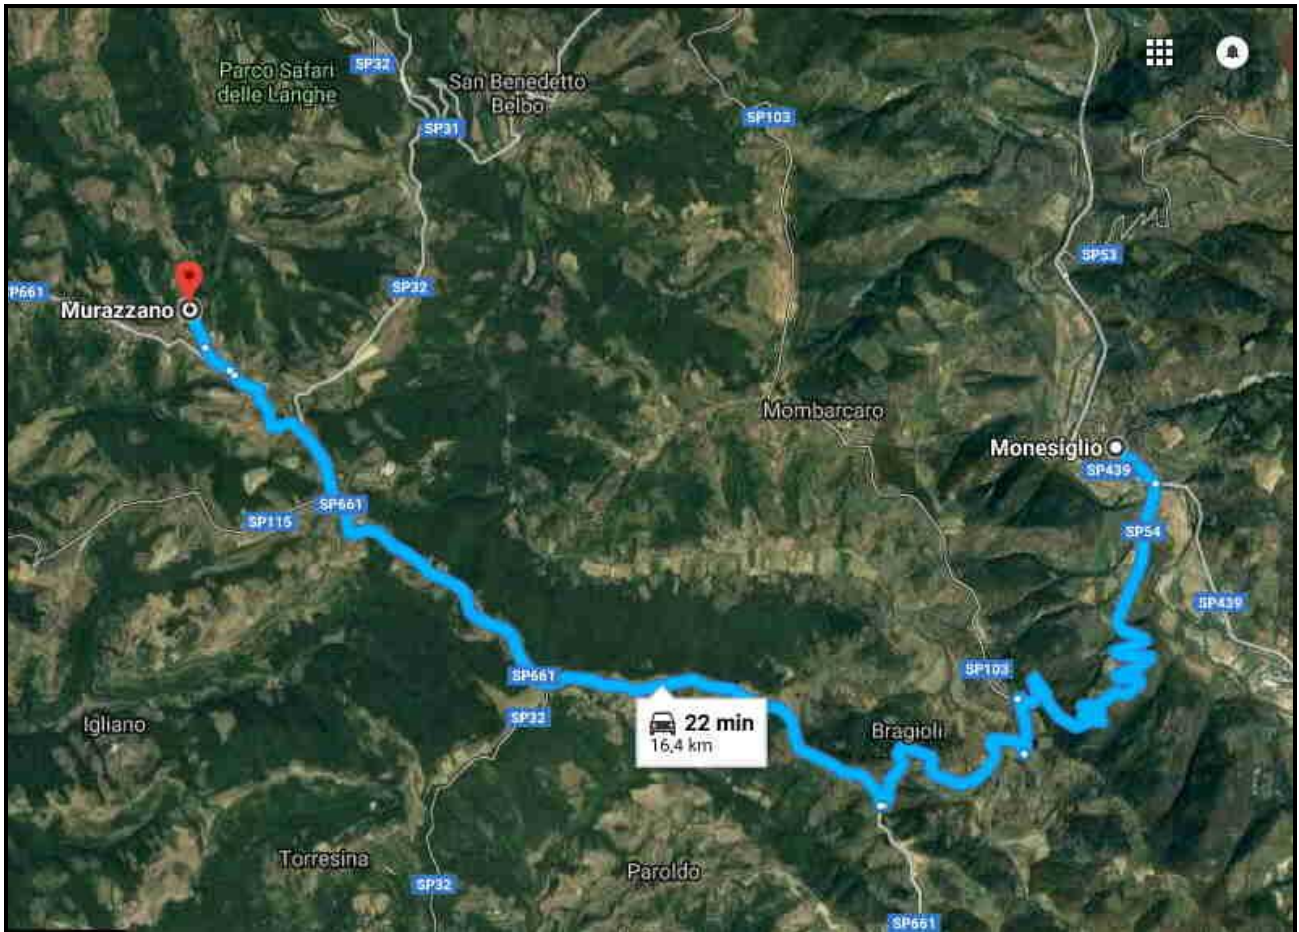 SP32
Parco Safari
delle Langhe
San Benedetto
Belbo
SP31
SP103
SP53
SP32
P661
Murazzano
Mombarcaro
Monesiglio
SP439
SP661
SP115
SP54
SP439
SP103
SP661
SP32
22 min
16,4 km
Bragioli
Igliano
Torresina
Paroldo
SP32
SP661